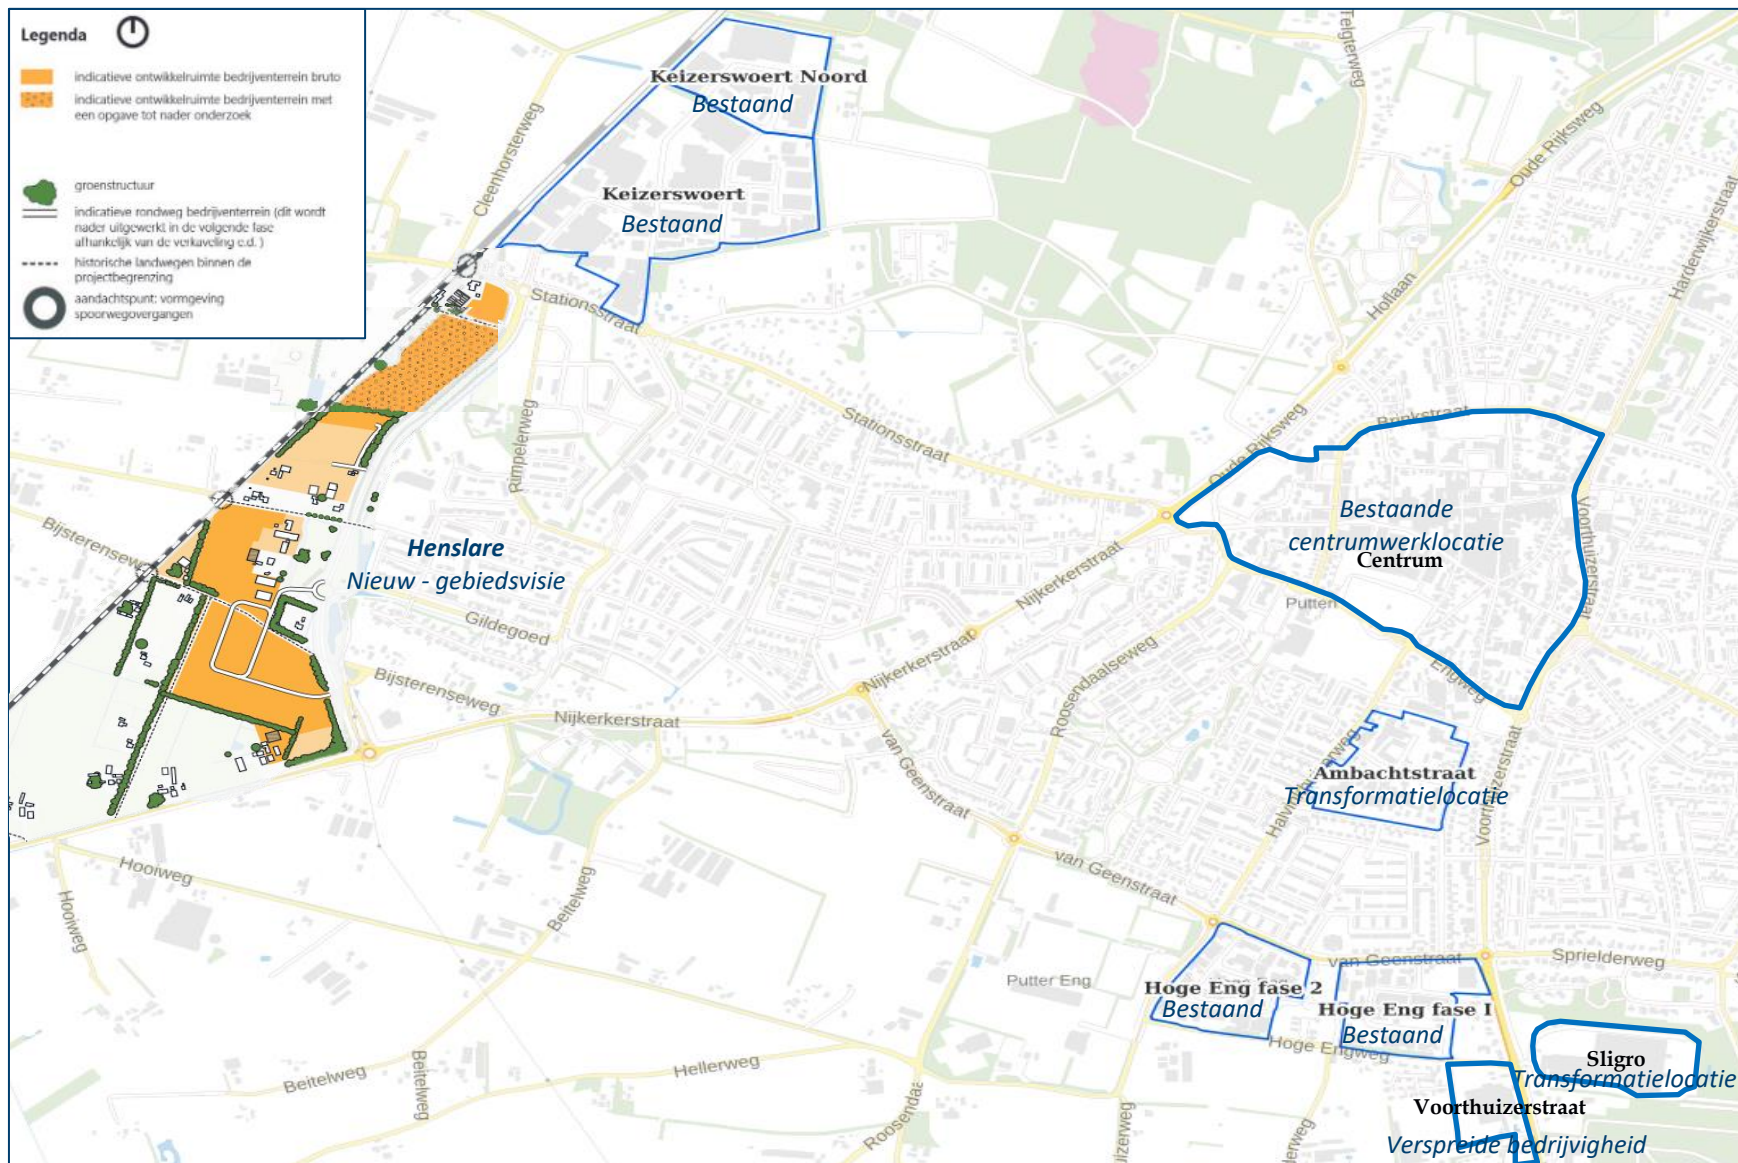 Legenda
indicatieve ontwikkelruimte bedrijventerrein bruto
indicatieve ontwikkelruimte bedrijventerrein met
een opgave tot nader onderzoek
groenstructuur
indicatieve rondweg bedrijventerrein (dit wordt
nader uitgewerkt in de volgende fase
afhankelijk van de verkaveling e.d. )
historische landwegen binnen de
projectbegrenzing
aandachtspunt: vormgeving
spoorwegovergangen
Keizerswoert Noord
Bestaand
Keizerswoert
Bestaand
Cleenhorsterweg
Telgterweg
Oude Rijksweg
Harderwijkerstraat
Hoflaan
Stationsstraat
Stationsstraat
Rimpelerweg
Oude Rijksweg
Brinkstraat
Voorthuizerstraat
Bestaande
centrumwerklocatie
Centrum
Putten
Engweg
Bijsterenseweg
Henslare
Nieuw - gebiedsvisie
Gildegoed
Nijkerkerstraat
Nijkerkerstraat
Bijsterenseweg
Nijkerkerstraat
Roosendaalseweg
van Geenstraat
Ambachtstraat
Transformatielocatie
Voorthuizerstraat
Hooiweg
Hooiweg
Beitelweg
van Geenstraat
van Geenstraat
Sprielderweg
Putter Eng
Hoge Eng fase 2
Bestaand
Hoge Eng fase I
Bestaand
Hoge Engweg
Sligro
Transformatielocatie
Voorthuizerstraat
Verspreide bedrijvigheid
Beitelweg
Beitelweg
Hellerweg
Roosendaa
uizerweg
derweg